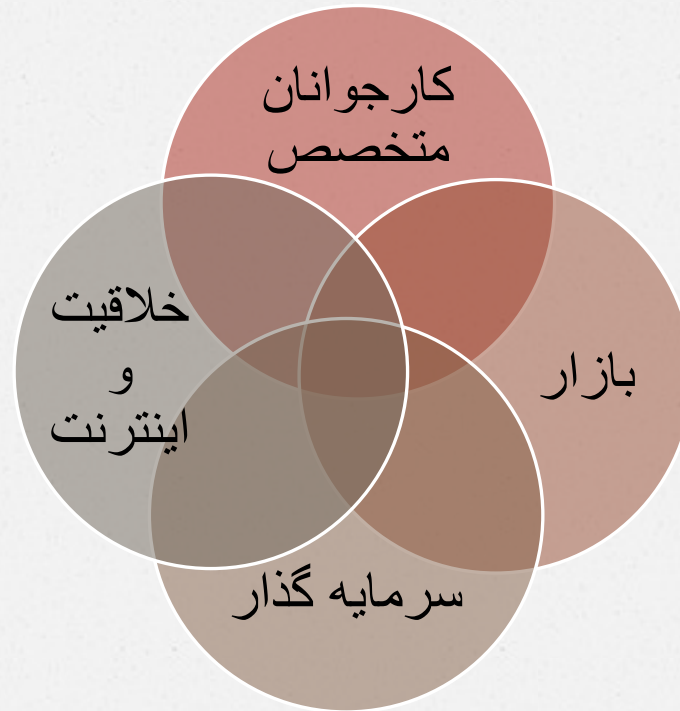 کارجوانان
متخصص
بازار
سرمایه گذار
خلاقیت
و
اینترنت